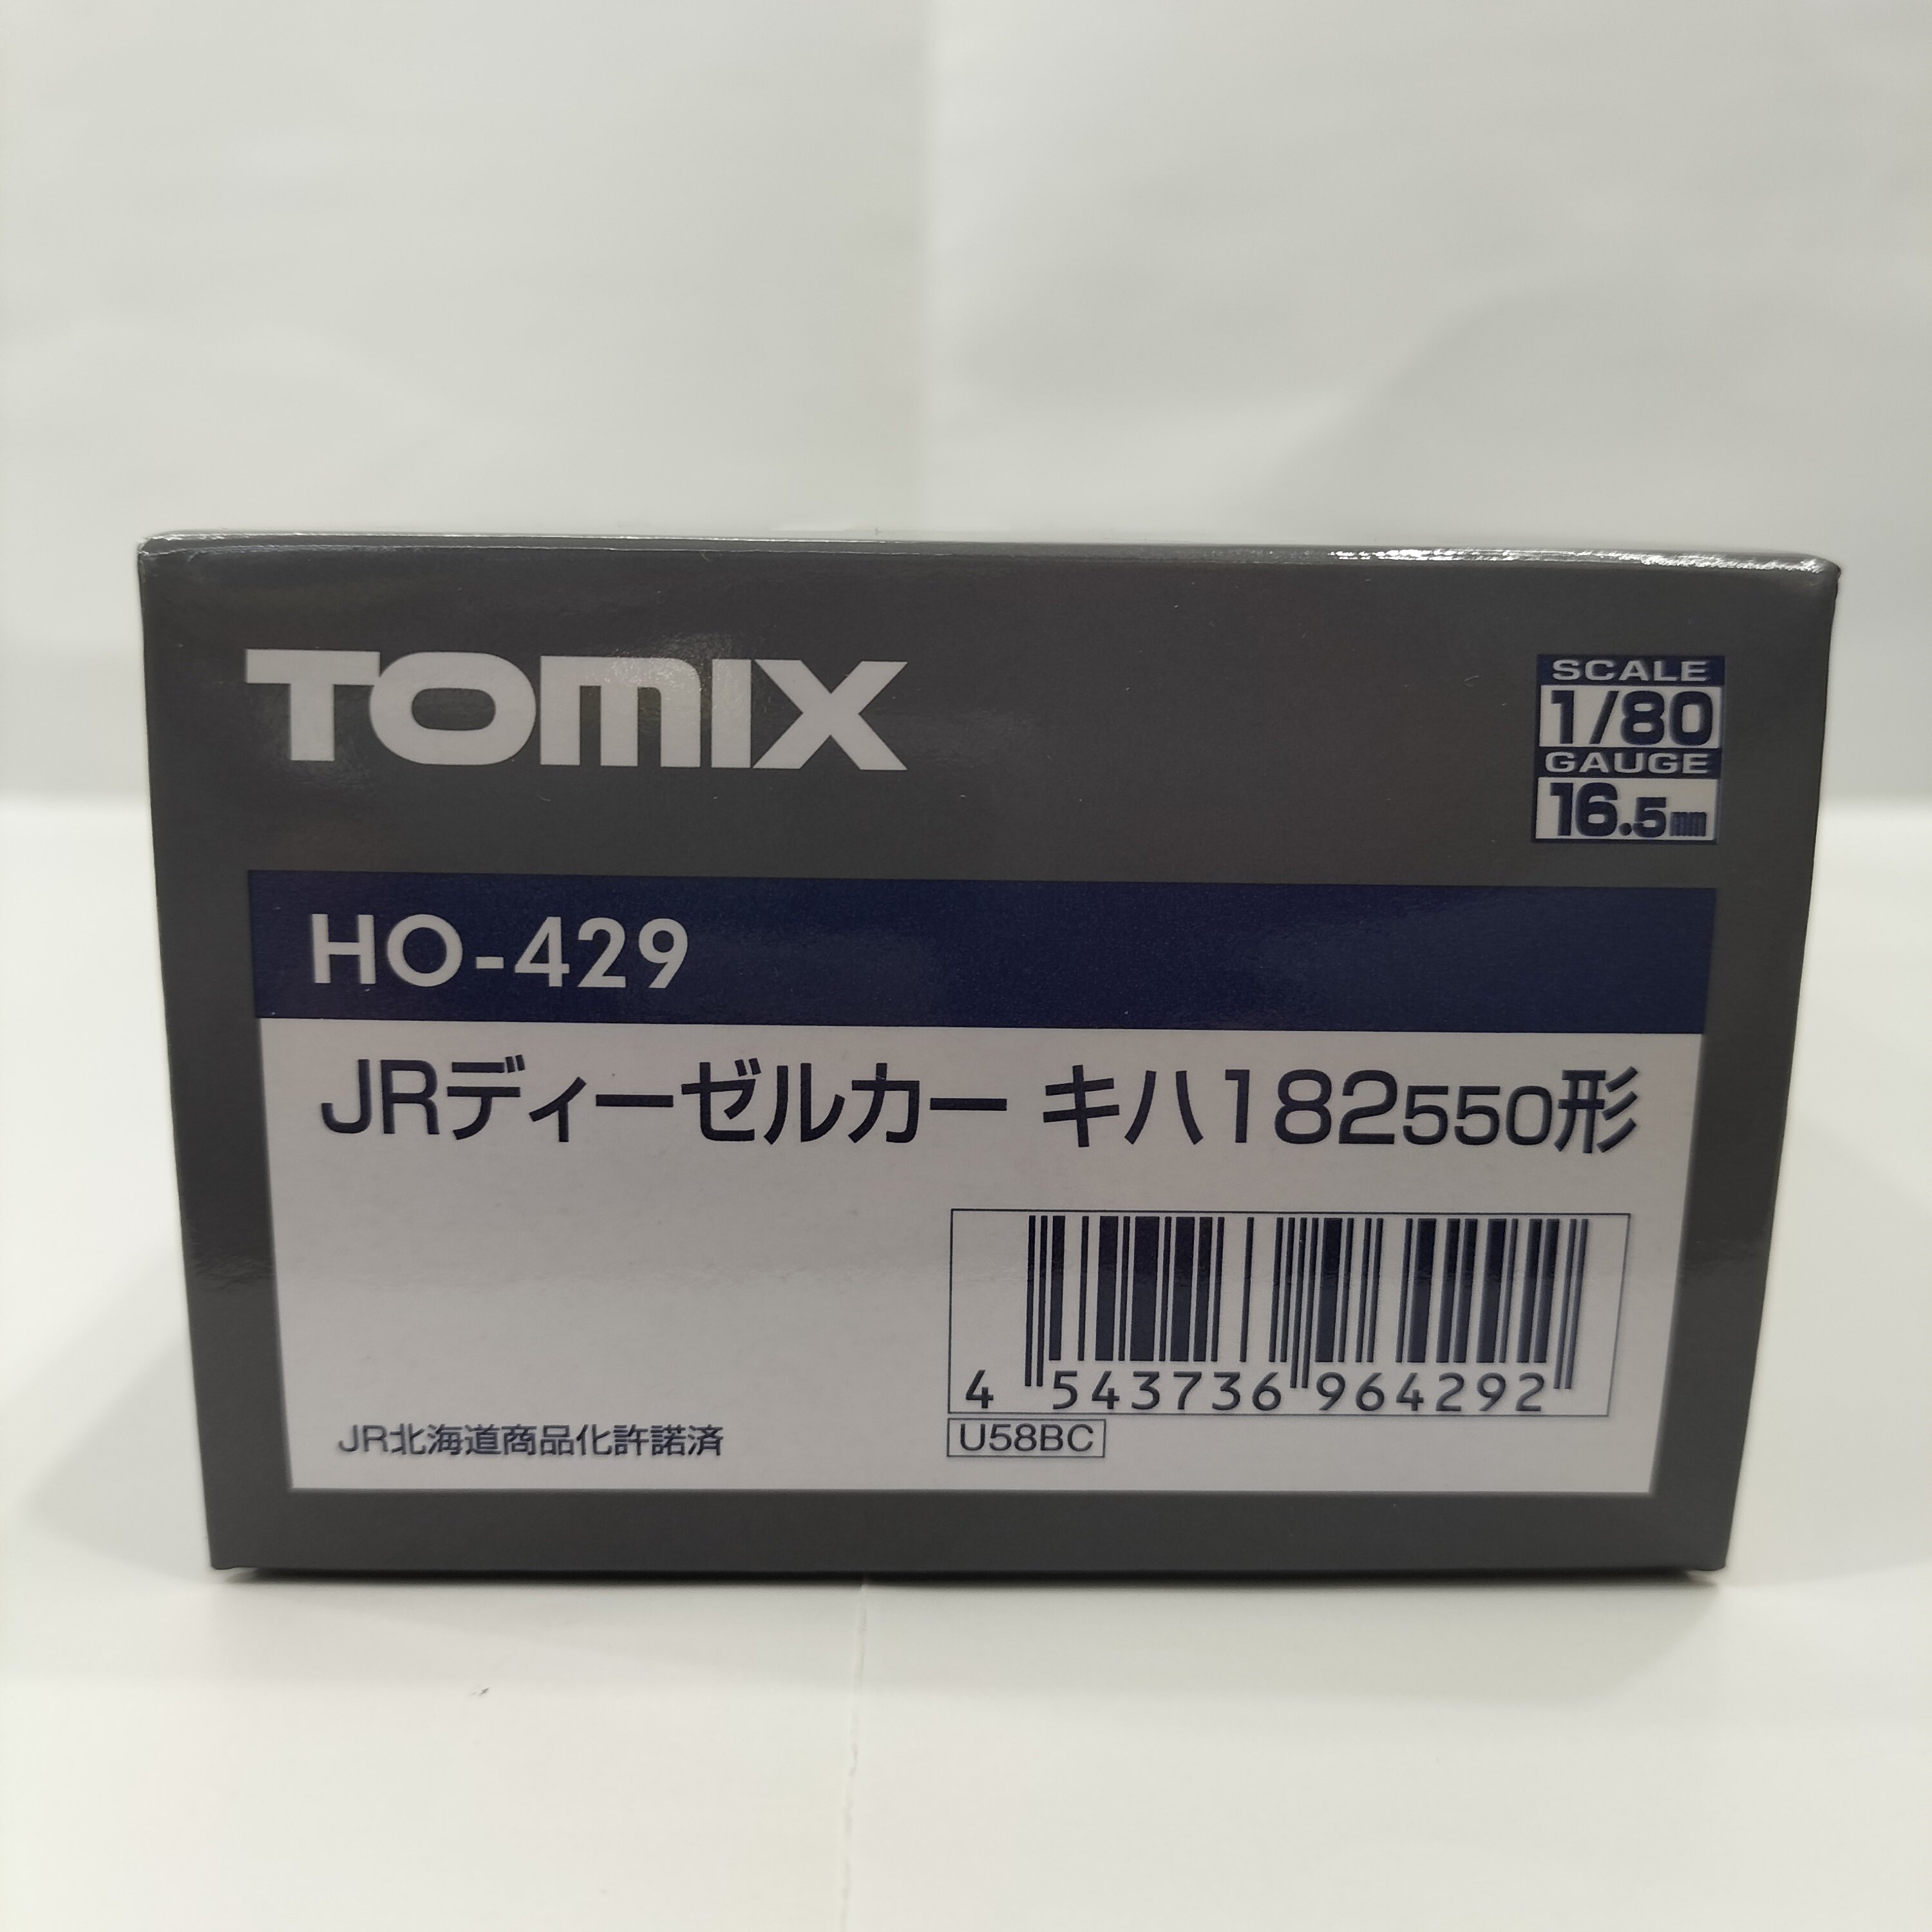 TOMIX
SCALE
1/80
GAUGE
16.5mm
HO-429
JRディーゼルカー キハ182550形
4 543736 964292
U58BC
JR北海道商品化許諾済